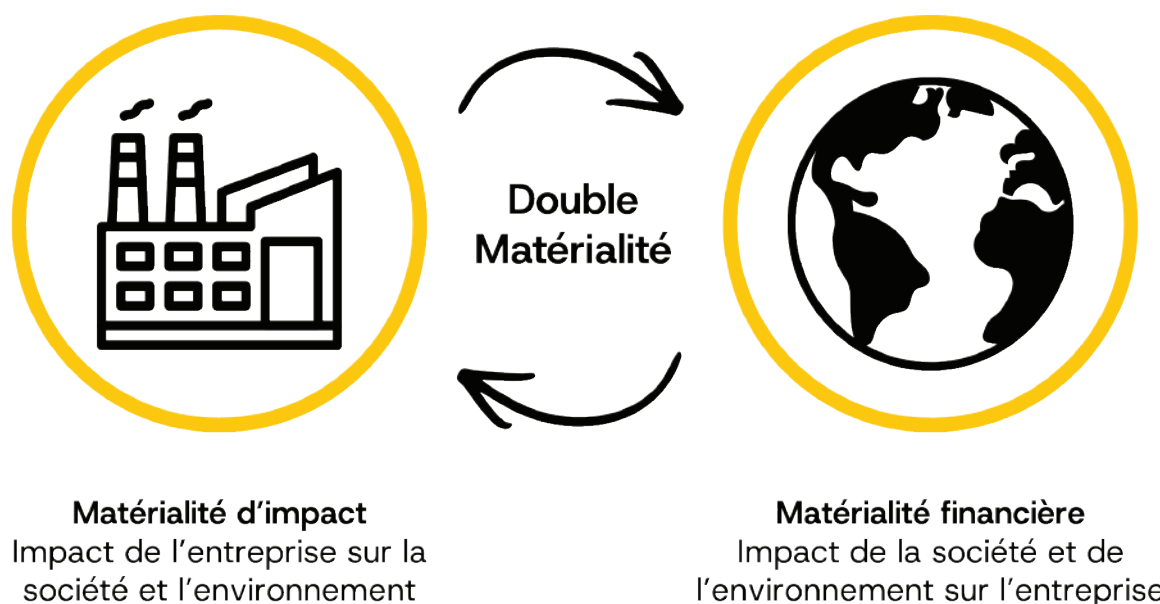 Double
Matérialité
Matérialité d'impact
Impact de l'entreprise sur la
société et l'environnement
Matérialité financière
Impact de la société et de
l'environnement sur l'entreprise